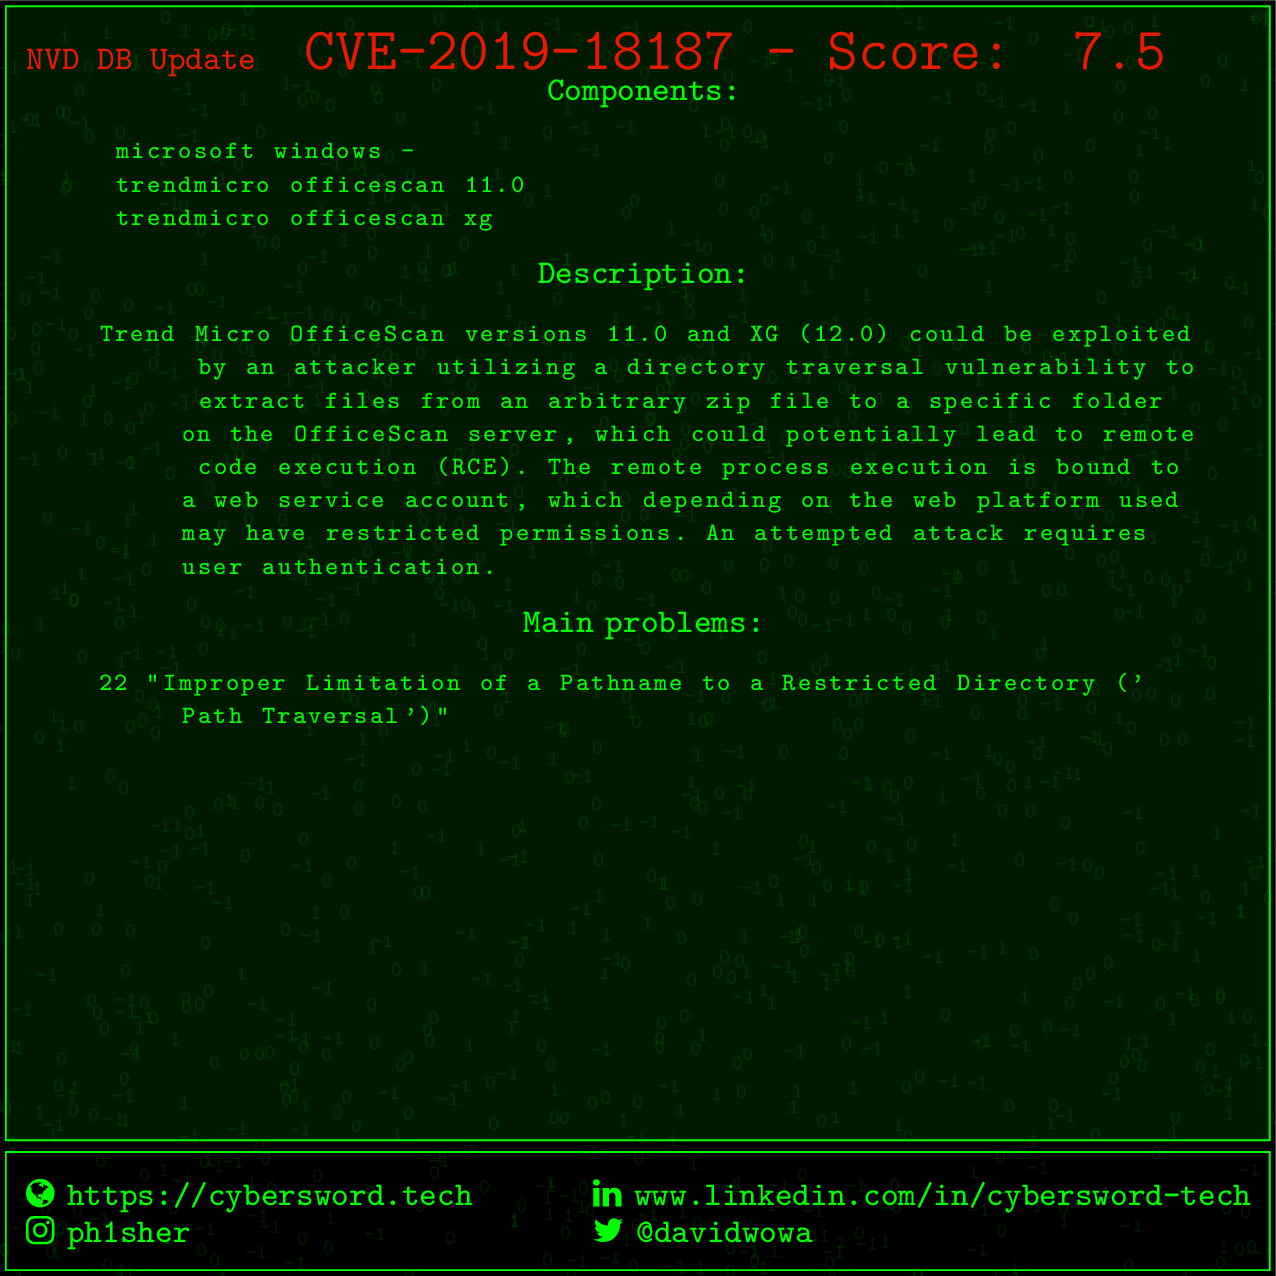 NVD DB Update CVE-2019-18187 - Score: 7.5
Components:
microsoft windows -
trendmicro officescan 11.0
trendmicro officescan xg
Description:
Trend Micro OfficeScan versions 11.0 and XG (12.0) could be exploited
by an attacker utilizing a directory traversal vulnerability to
extract files from an arbitrary zip file to a specific folder
on the OfficeScan server, which could potentially lead to remote
code execution (RCE). The remote process execution is bound to
a web service account, which depending on the web platform used
may have restricted permissions. An attempted attack requires
user authentication.
Main problems:
22 "Improper Limitation of a Pathname to a Restricted Directory ('
Path Traversal')"
https://cybersword.tech
www.linkedin.com/in/cybersword-tech
ph1sher
@davidwowa